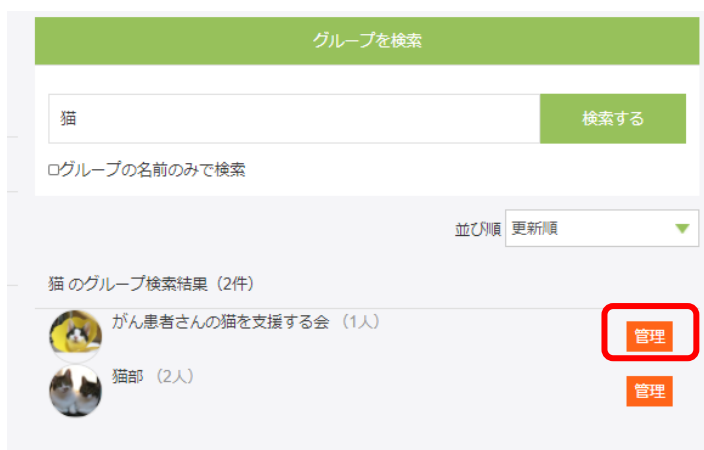 グループを検索
猫 検索する
グループの名前のみで検索
並び順 更新順
猫 のグループ検索結果（2件）
がん患者さんの猫を支援する会 （1人）
管理
猫部 （2人）
管理